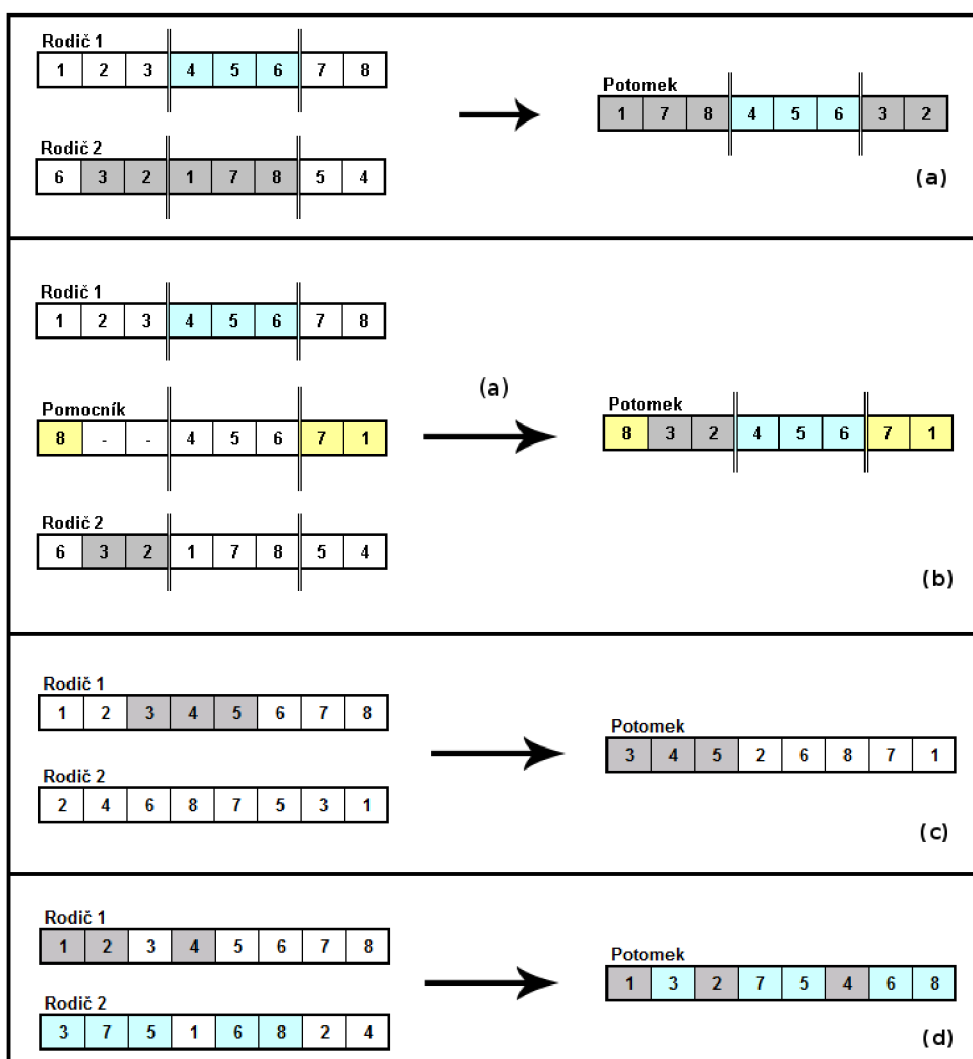 Rodič 1
1 2 3 4 5 6 7 8
Potomek
1 7 8 4 5 6 3 2
Rodič 2
6 3 2 1 7 8 5 4
(a)
Rodič 1
1 2 3 4 5 6 7 8
(a)
Pomocník
8 - - 4 5 6 7 1
Potomek
8 3 2 4 5 6 7 1
Rodič 2
6 3 2 1 7 8 5 4
(b)
Rodič 1
1 2 3 4 5 6 7 8
Potomek
3 4 5 2 6 8 7 1
Rodič 2
2 4 6 8 7 5 3 1
(c)
Rodič 1
1 2 3 4 5 6 7 8
Potomek
1 3 2 7 5 4 6 8
Rodič 2
3 7 5 1 6 8 2 4
(d)